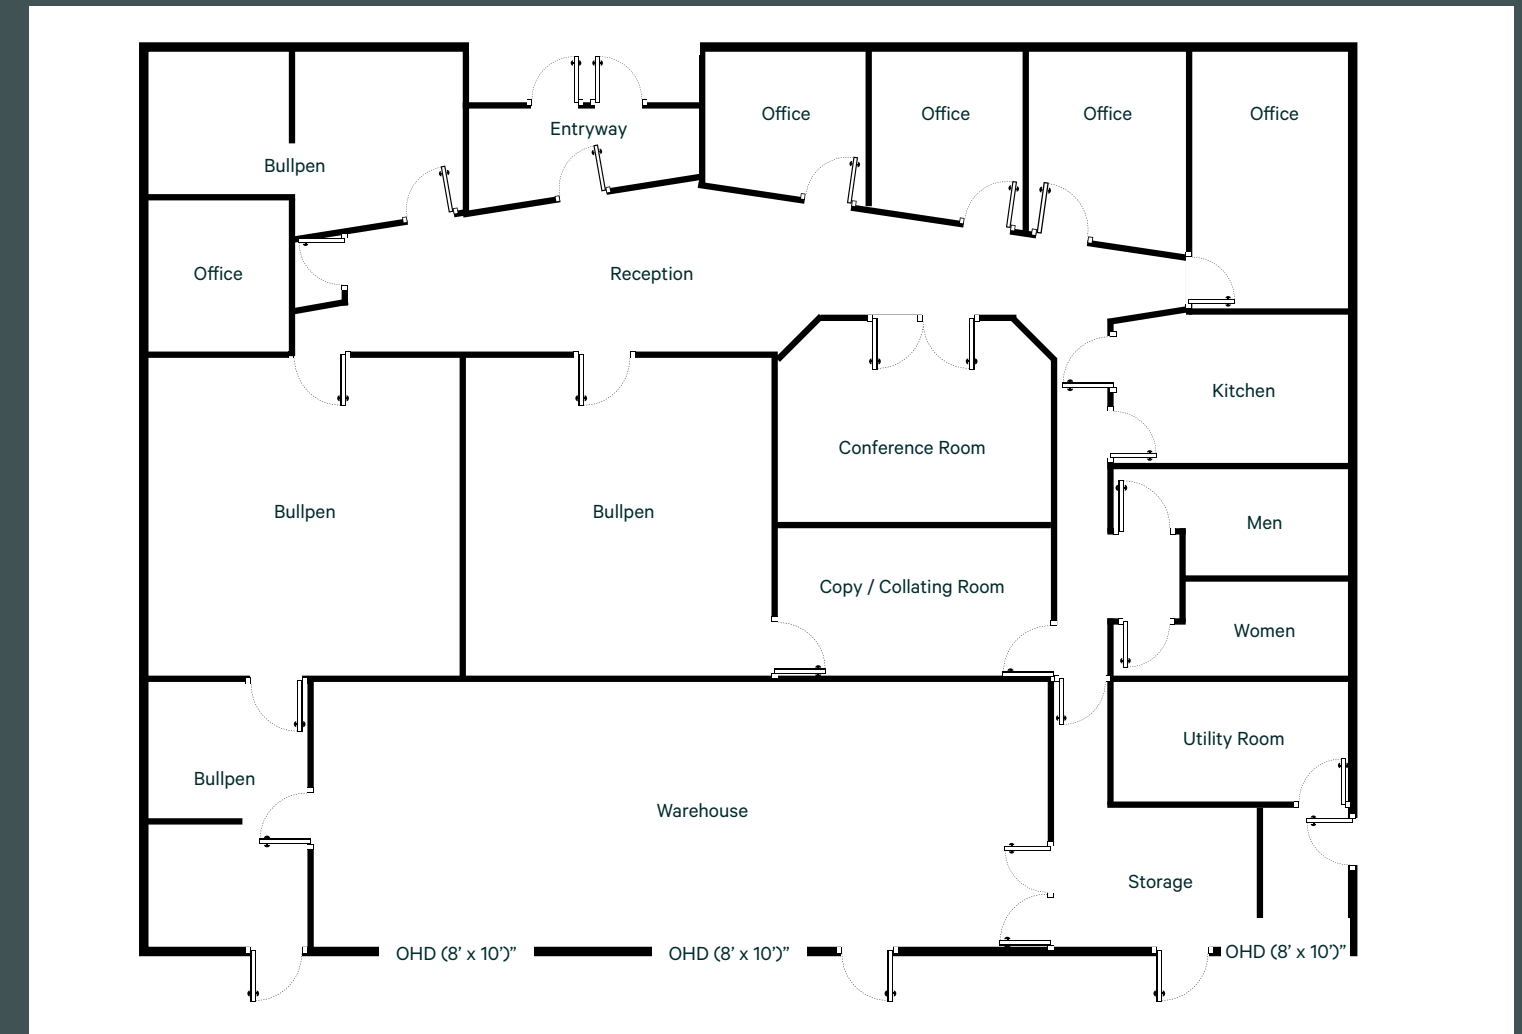 Office
Office
Office
Office
Entryway
Bullpen
Office
Reception
Kitchen
Conference Room
Bullpen
Bullpen
Men
Copy / Collating Room
Women
Utility Room
Bullpen
Warehouse
Storage
OHD (8’ x 10’)”
OHD (8’ x 10’)”
OHD (8’ x 10’)”